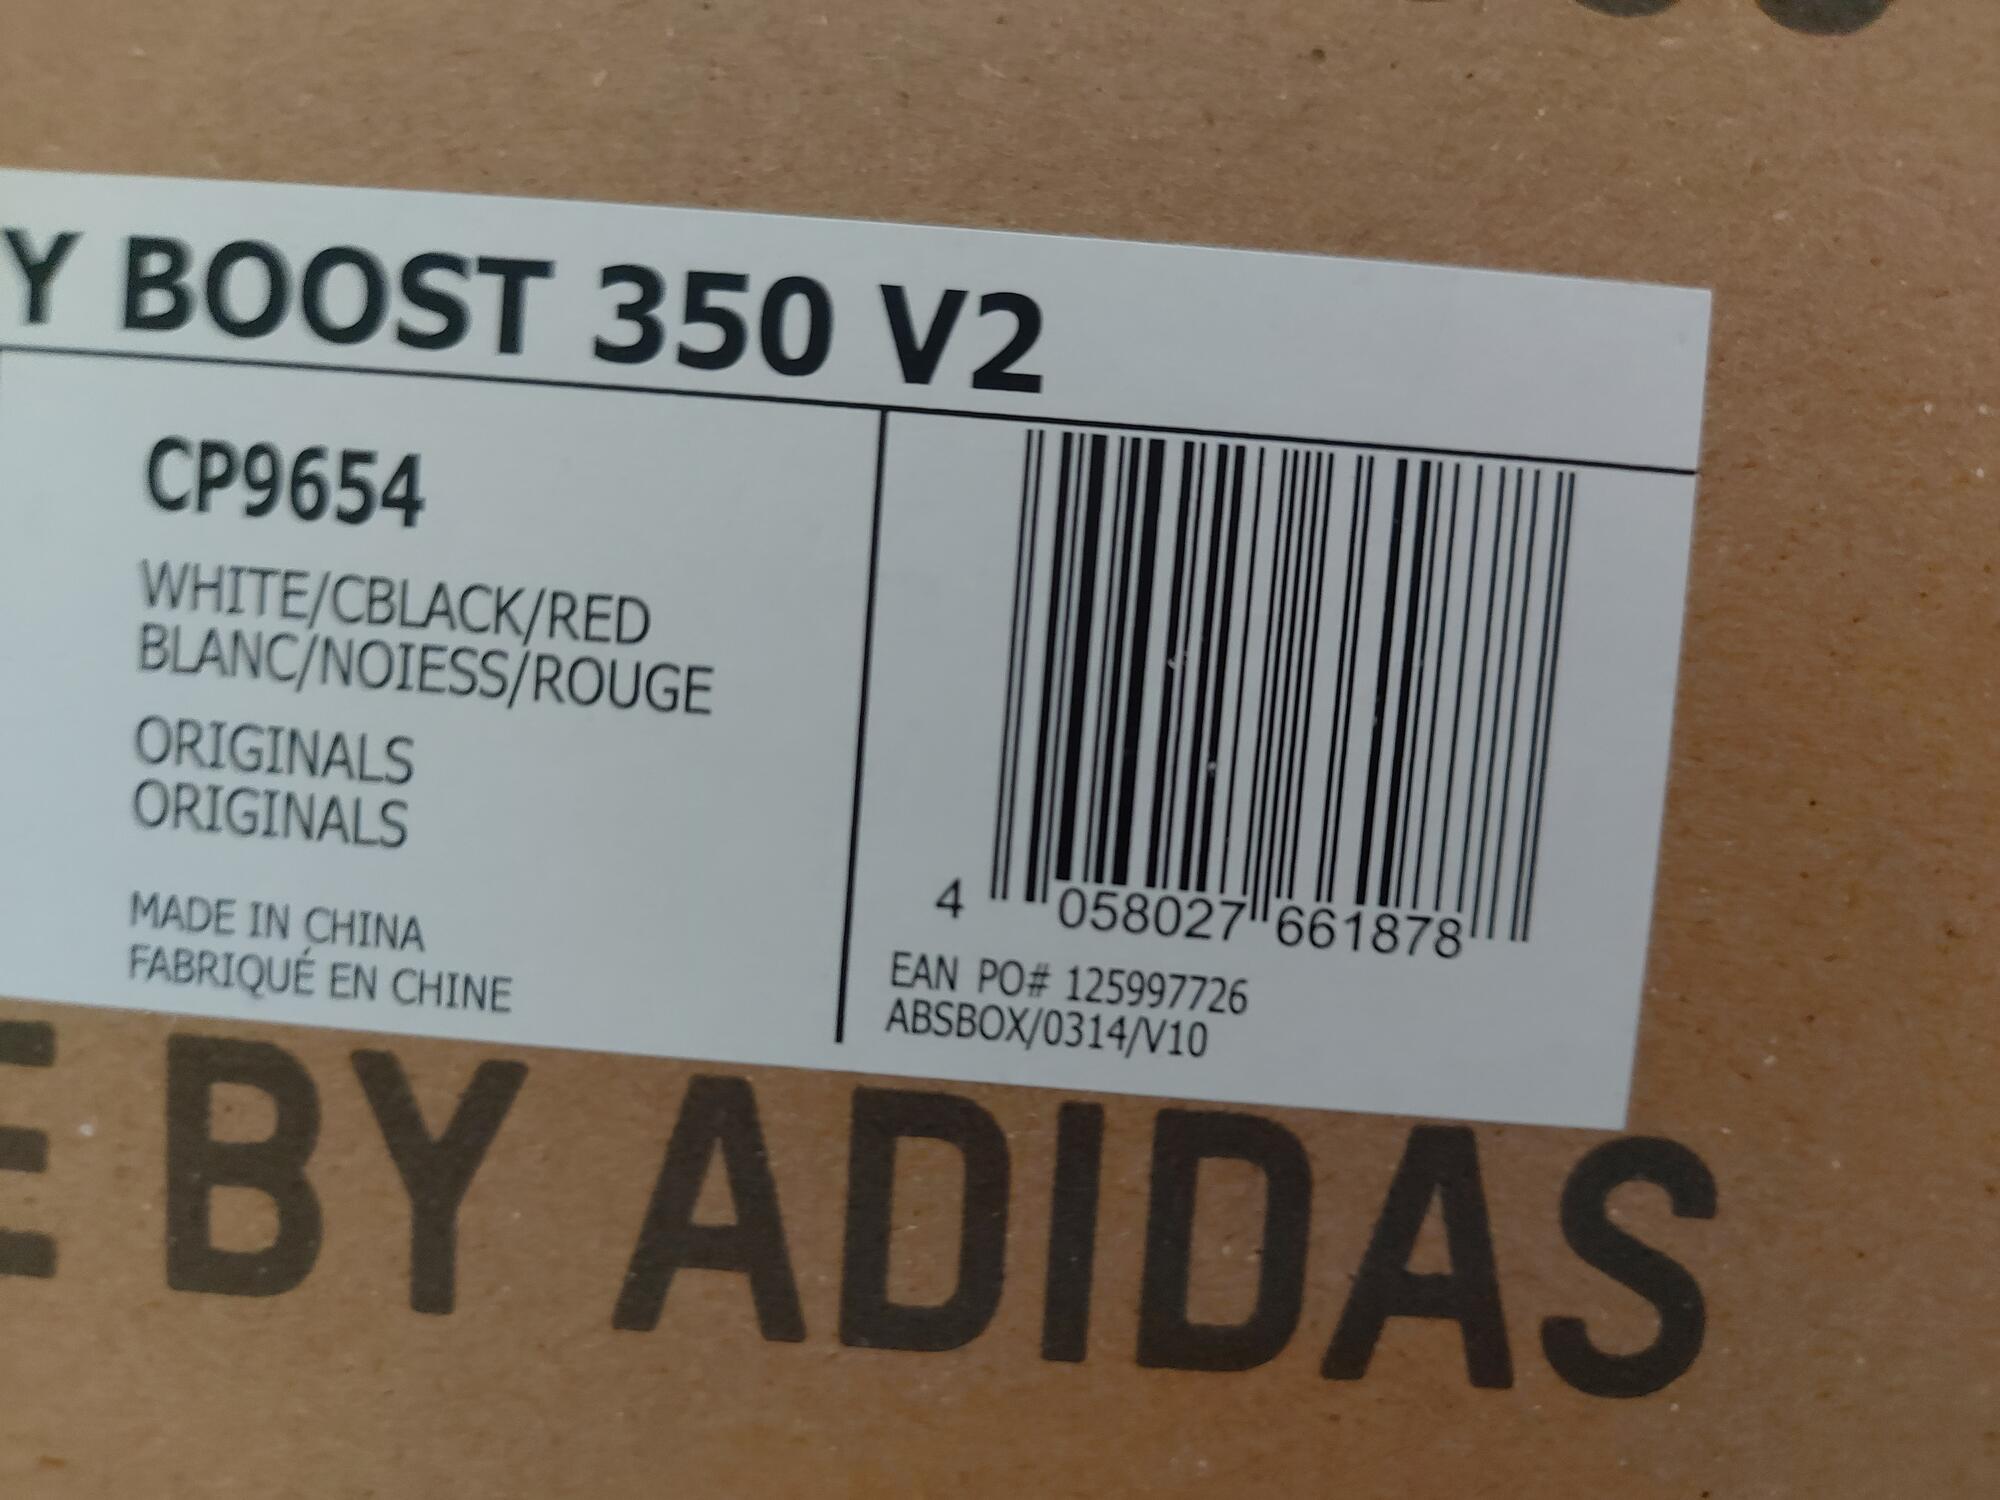 Y BOOST 350 V2
CP9654
WHITE/CBLACK/RED
BLANC/NOIESS/ROUGE
ORIGINALS
ORIGINALS
MADE IN CHINA
FABRIQUÉ EN CHINE
4 058027 661878
EAN PO# 125997726
ABSBOX/0314/V10
E BY ADIDAS